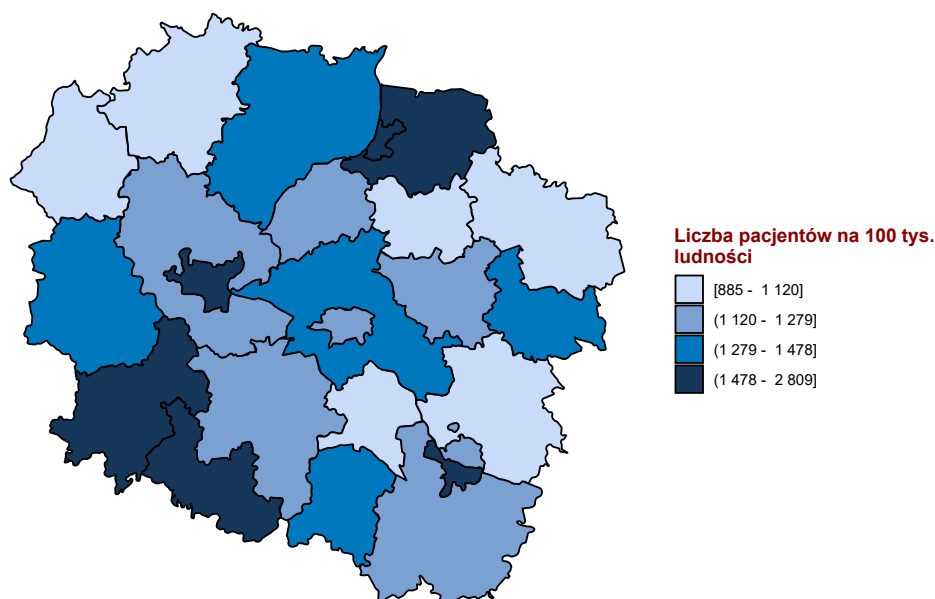 Liczba pacjentów na 100 tys.
ludności
[885 - 1 120]
(1 120 - 1 279]
(1 279 - 1 478]
(1 478 - 2 809]